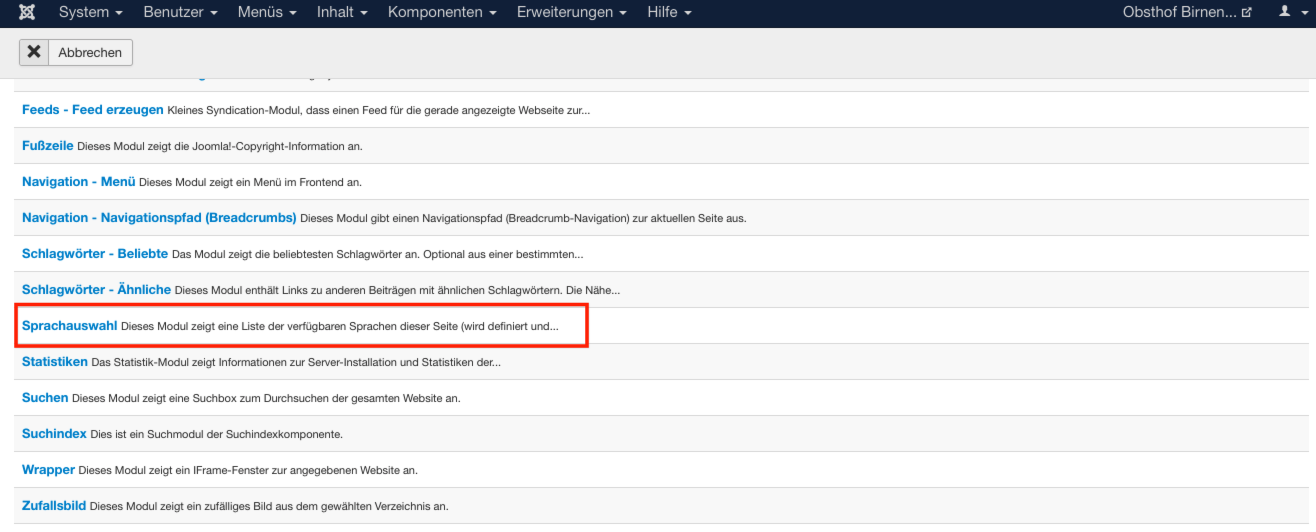 System Benutzer Menüs Inhalt Komponenten Erweiterungen Hilfe Obsthof Birnen...
Abbrechen
Feeds - Feed erzeugen Kleines Syndication-Modul, dass einen Feed für die gerade angezeigte Webseite zur...
Fußzeile Dieses Modul zeigt die Joomla!-Copyright-Information an.
Navigation - Menü Dieses Modul zeigt ein Menü im Frontend an.
Navigation - Navigationspfad (Breadcrumbs) Dieses Modul gibt einen Navigationspfad (Breadcrumb-Navigation) zur aktuellen Seite aus.
Schlagwörter - Beliebte Das Modul zeigt die beliebtesten Schlagwörter an. Optional aus einer bestimmten...
Schlagwörter - Ähnliche Dieses Modul enthält Links zu anderen Beiträgen mit ähnlichen Schlagwörtern. Die Nähe...
Sprachauswahl Dieses Modul zeigt eine Liste der verfügbaren Sprachen dieser Seite (wird definiert und...
Statistiken Das Statistik-Modul zeigt Informationen zur Server-Installation und Statistiken der...
Suchen Dieses Modul zeigt eine Suchbox zum Durchsuchen der gesamten Website an.
Suchindex Dies ist ein Suchmodul der Suchindexkomponente.
Wrapper Dieses Modul zeigt ein IFrame-Fenster zur angegebenen Website an.
Zufallsbild Dieses Modul zeigt ein zufälliges Bild aus dem gewählten Verzeichnis an.